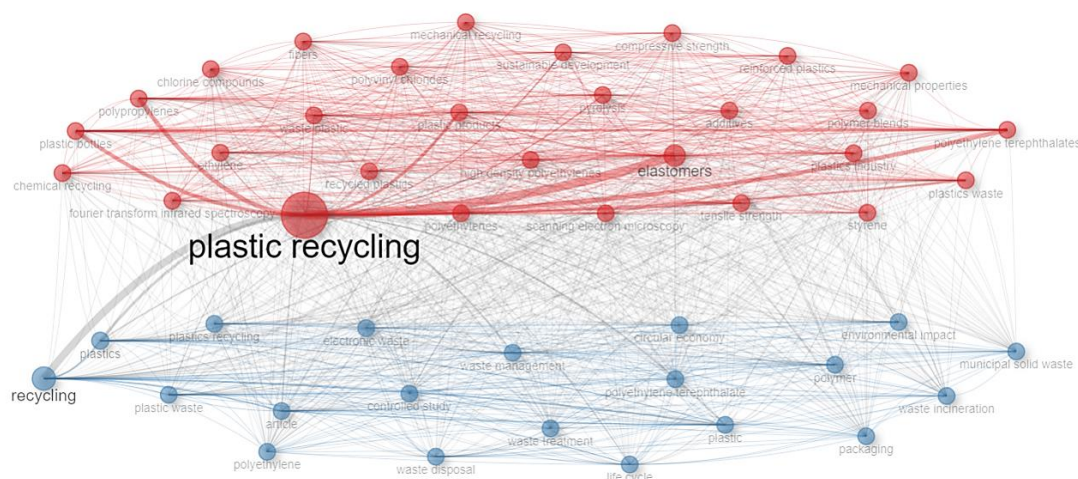 mechanical recycling
compressive strength
fibers
sustainable development
reinforced plastics
chlorine compounds
polyvinyl chlorides
mechanical properties
polypropylenes
pyrolysis
waste plastic
plastic products
additives
polymer blends
plastic bottles
polyethylene terephthalates
ethylene
high density polyethylenes
elastomers
plastics industry
chemical recycling
recycled plastics
plastics waste
fourier transform infrared spectroscopy
polyethylenes
scanning electron microscopy
tensile strength
styrene
plastic recycling
plastics recycling
electronic waste
circular economy
environmental impact
plastics
waste management
municipal solid waste
recycling
polyethylene terephthalate
polymer
plastic waste
controlled study
waste incineration
article
waste treatment
plastic
packaging
polyethylene
waste disposal
life cycle